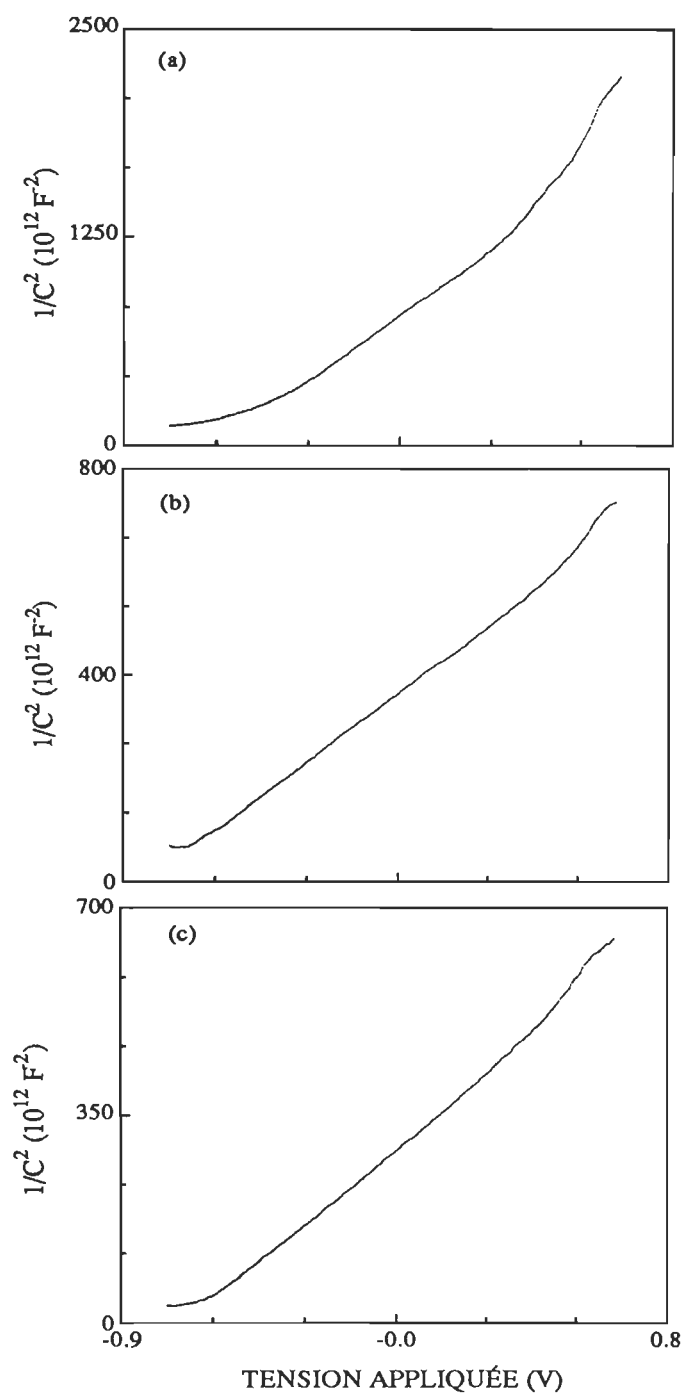 2500
(a)
1250
1/C² (10¹² F⁻²)
0
800
(b)
400
1/C² (10¹² F⁻²)
0
700
(c)
350
1/C² (10¹² F⁻²)
0
-0.9 -0.0 0.8
TENSION APPLIQUÉE (V)